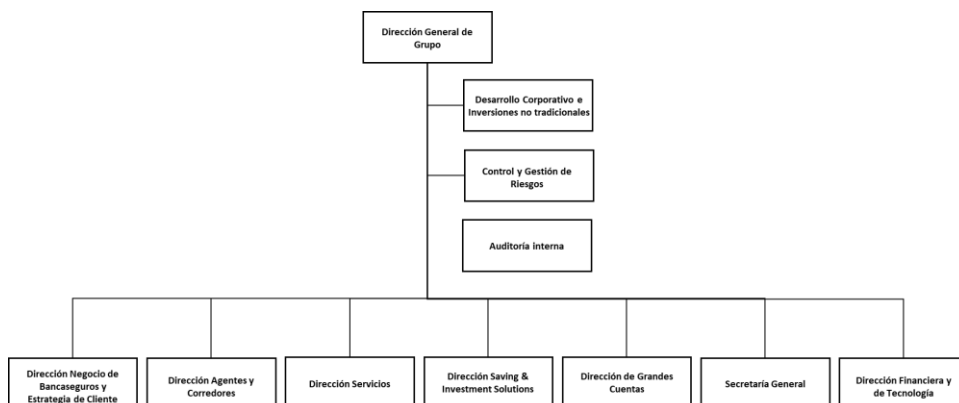 Dirección General de
Grupo
Desarrollo Corporativo e
Inversiones no tradicionales
Control y Gestión de
Riesgos
Auditoría interna
Dirección Negocio de
Bancaseguros y
Estrategia de Cliente
Dirección Agentes y
Corredores
Dirección Servicios
Dirección Saving &
Investment Solutions
Dirección de Grandes
Cuentas
Secretaría General
Dirección Financiera y
de Tecnología